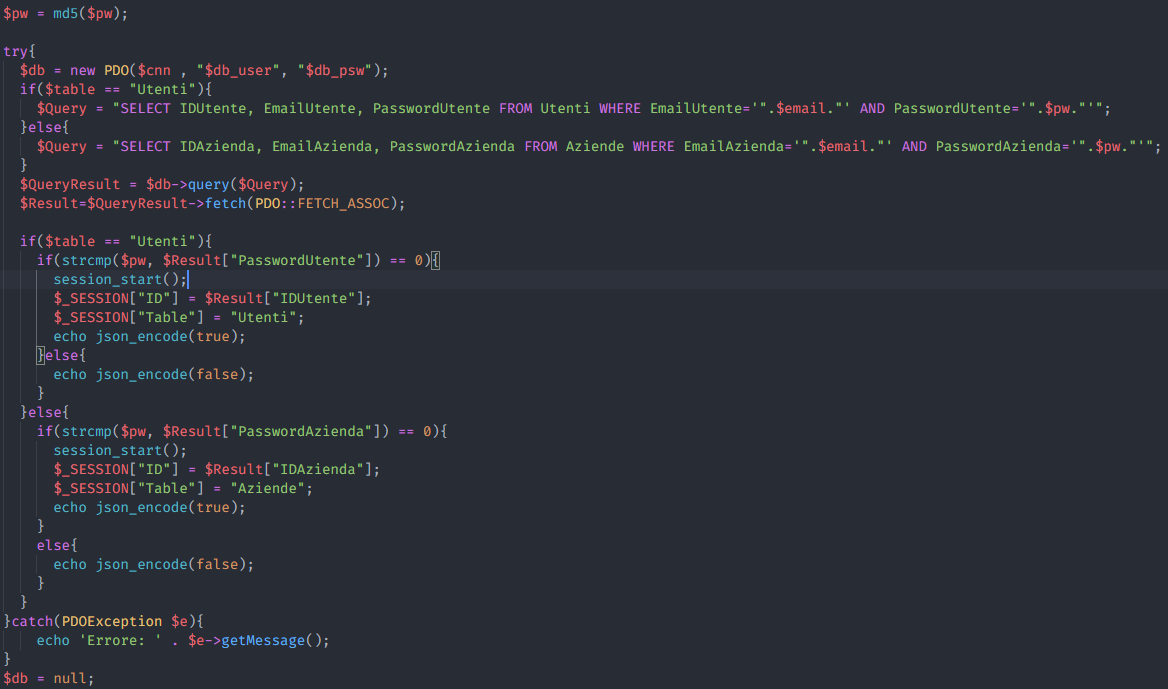 $pw = md5($pw);
try{
$db = new PDO($cnn , "$db_user", "$db_psw");
if($table == "Utenti"){
$Query = "SELECT IDUtente, EmailUtente, PasswordUtente FROM Utenti WHERE EmailUtente='".$email."' AND PasswordUtente='".$pw."'";
}else{
$Query = "SELECT IDAzienda, EmailAzienda, PasswordAzienda FROM Aziende WHERE EmailAzienda='".$email."' AND PasswordAzienda='".$pw."'";
}
$QueryResult = $db->query($Query);
$Result=$QueryResult->fetch(PDO::FETCH_ASSOC);
if($table == "Utenti"){
if(strcmp($pw, $Result["PasswordUtente"]) == 0){
session_start();
$_SESSION["ID"] = $Result["IDUtente"];
$_SESSION["Table"] = "Utenti";
echo json_encode(true);
}else{
echo json_encode(false);
}
}else{
if(strcmp($pw, $Result["PasswordAzienda"]) == 0){
session_start();
$_SESSION["ID"] = $Result["IDAzienda"];
$_SESSION["Table"] = "Aziende";
echo json_encode(true);
}
else{
echo json_encode(false);
}
}
}catch(PDOException $e){
echo 'Errore: ' . $e->getMessage();
}
$db = null;